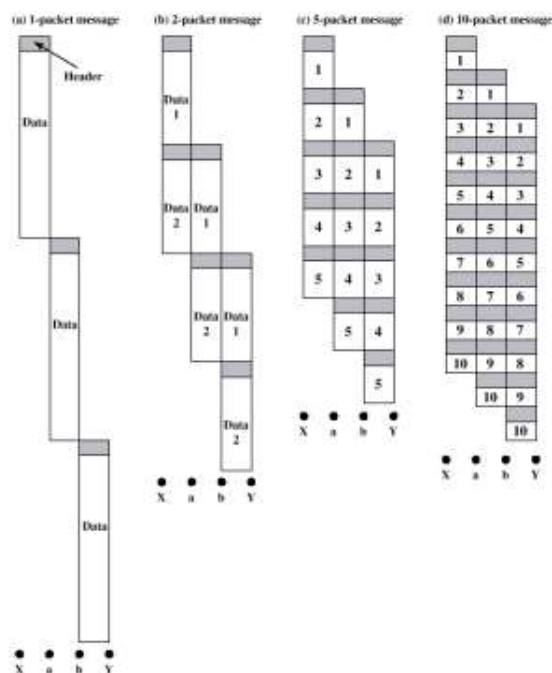 (a) 1-packet message
Header
Data
Data
Data
X a b Y
(b) 2-packet message
Data
1
Data Data
2 1
Data Data
2 1
Data
2
X a b Y
(c) 5-packet message
1
2 1
3 2 1
4 3 2
5 4 3
5 4
5
X a b Y
(d) 10-packet message
1
2 1
3 2 1
4 3 2
5 4 3
6 5 4
7 6 5
8 7 6
9 8 7
10 9 8
10 9
10
X a b Y